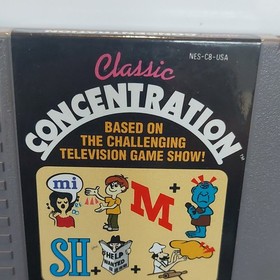 NES-C8-USA
Classic
CONCENTRATION
BASED ON
THE CHALLENGING
TELEVISION GAME SHOW!
mi
+
M
+
SH
+
HELP
WANTED
+